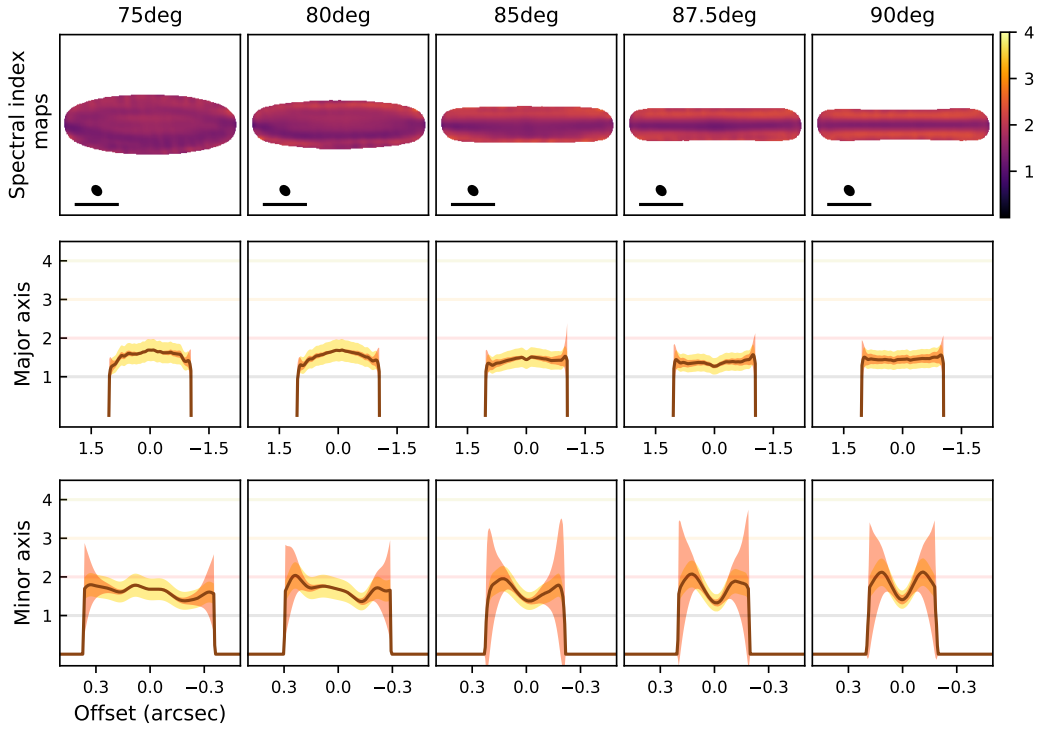 75deg 80deg 85deg 87.5deg 90deg
Spectral index
maps
4
3
2
1
Major axis
4
3
2
1
1.5 0.0 −1.5 1.5 0.0 −1.5 1.5 0.0 −1.5 1.5 0.0 −1.5 1.5 0.0 −1.5
Minor axis
4
3
2
1
0.3 0.0 −0.3 0.3 0.0 −0.3 0.3 0.0 −0.3 0.3 0.0 −0.3 0.3 0.0 −0.3
Offset (arcsec)